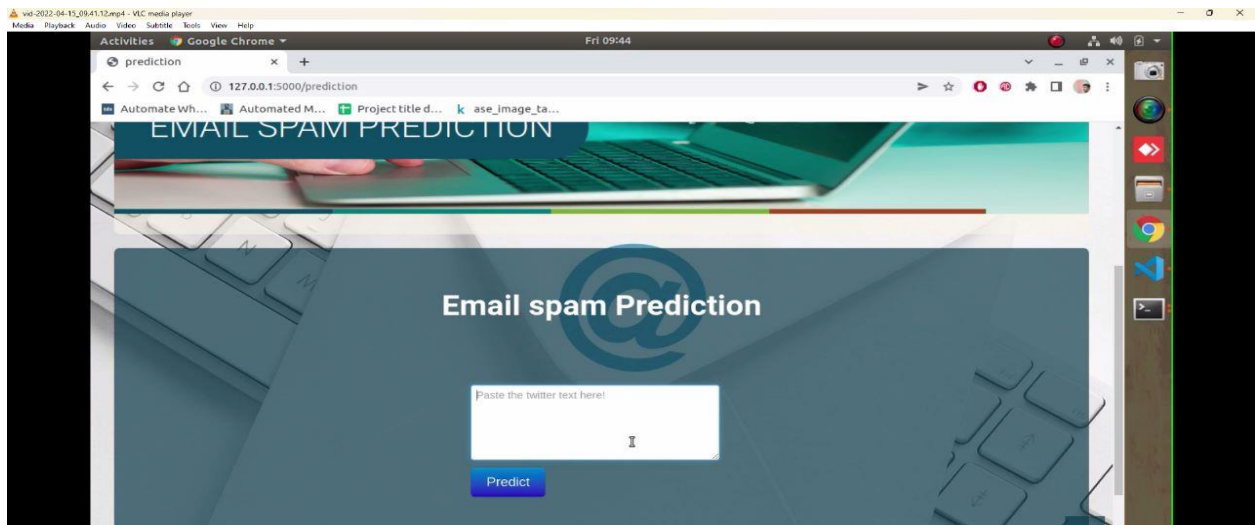 vid-2022-04-15_09.41.12.mp4 - VLC media player
Media Playback Audio Video Subtitle Tools View Help
Activities Google Chrome Fri 09:44
prediction
127.0.0.1:5000/prediction
Automate Wh... Automated M... Project title d... k ase_image_ta...
EMAIL SPAM PREDICTION
@
Email spam Prediction
Paste the twitter text here!
Predict